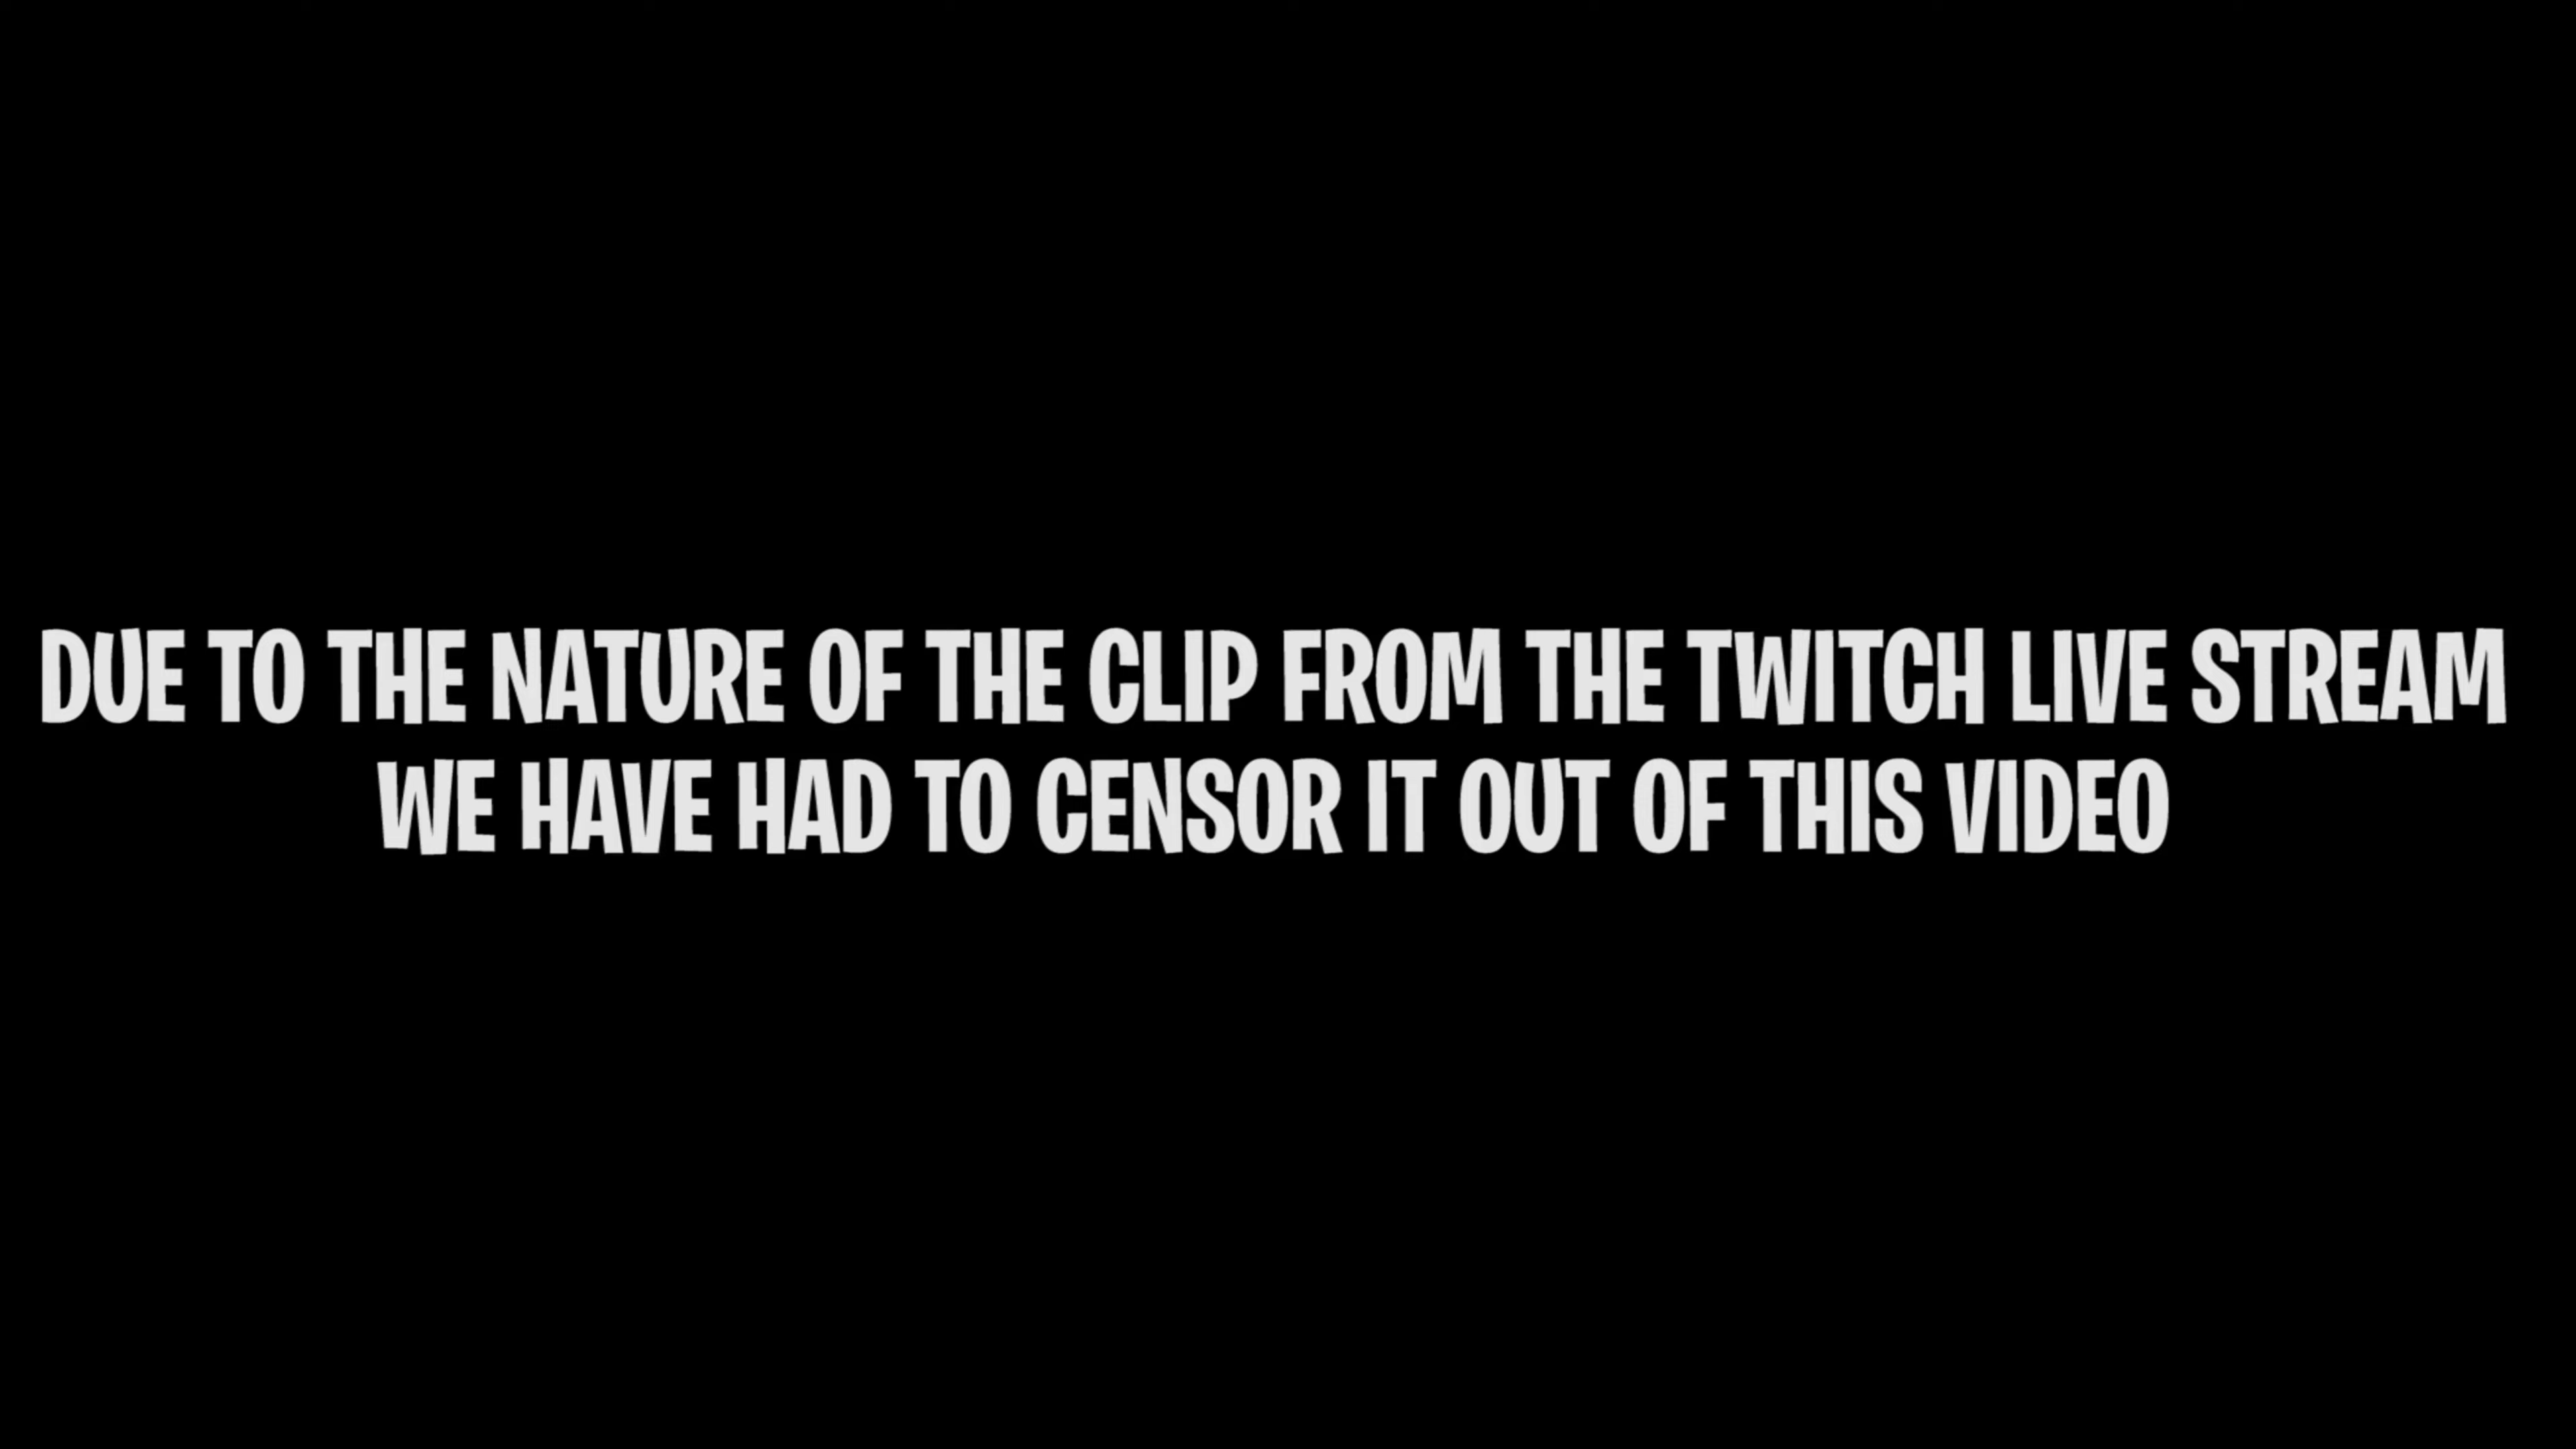 DUE TO THE NATURE OF THE CLIP FROM THE TWITCH LIVE STREAM
WE HAVE HAD TO CENSOR IT OUT OF THIS VIDEO